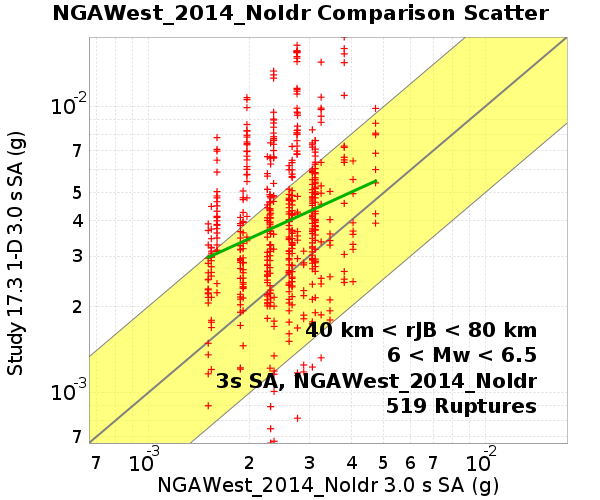 NGAWest_2014_NoIdr Comparison Scatter
Study 17.3 1-D 3.0 s SA (g)
10⁻²
7
5
4
3
2
10⁻³
7
40 km < rJB < 80 km
6 < Mw < 6.5
3s SA, NGAWest_2014_NoIdr
519 Ruptures
7 10⁻³ 2 3 4 5 6 7 10⁻²
NGAWest_2014_NoIdr 3.0 s SA (g)